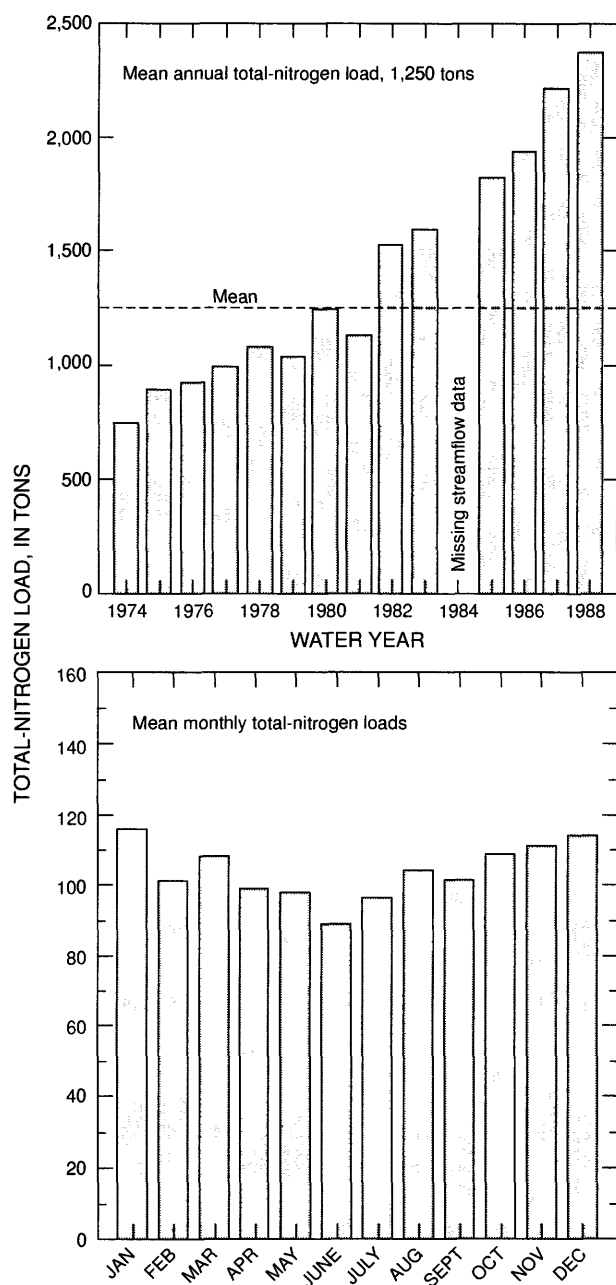 TOTAL-NITROGEN LOAD, IN TONS
2,500
2,000
1,500
1,000
500
0
Mean annual total-nitrogen load, 1,250 tons
Mean
Missing streamflow data
1974 1976 1978 1980 1982 1984 1986 1988
WATER YEAR
160
140
120
100
80
60
40
20
0
Mean monthly total-nitrogen loads
JAN FEB MAR APR MAY JUNE JULY AUG SEPT OCT NOV DEC